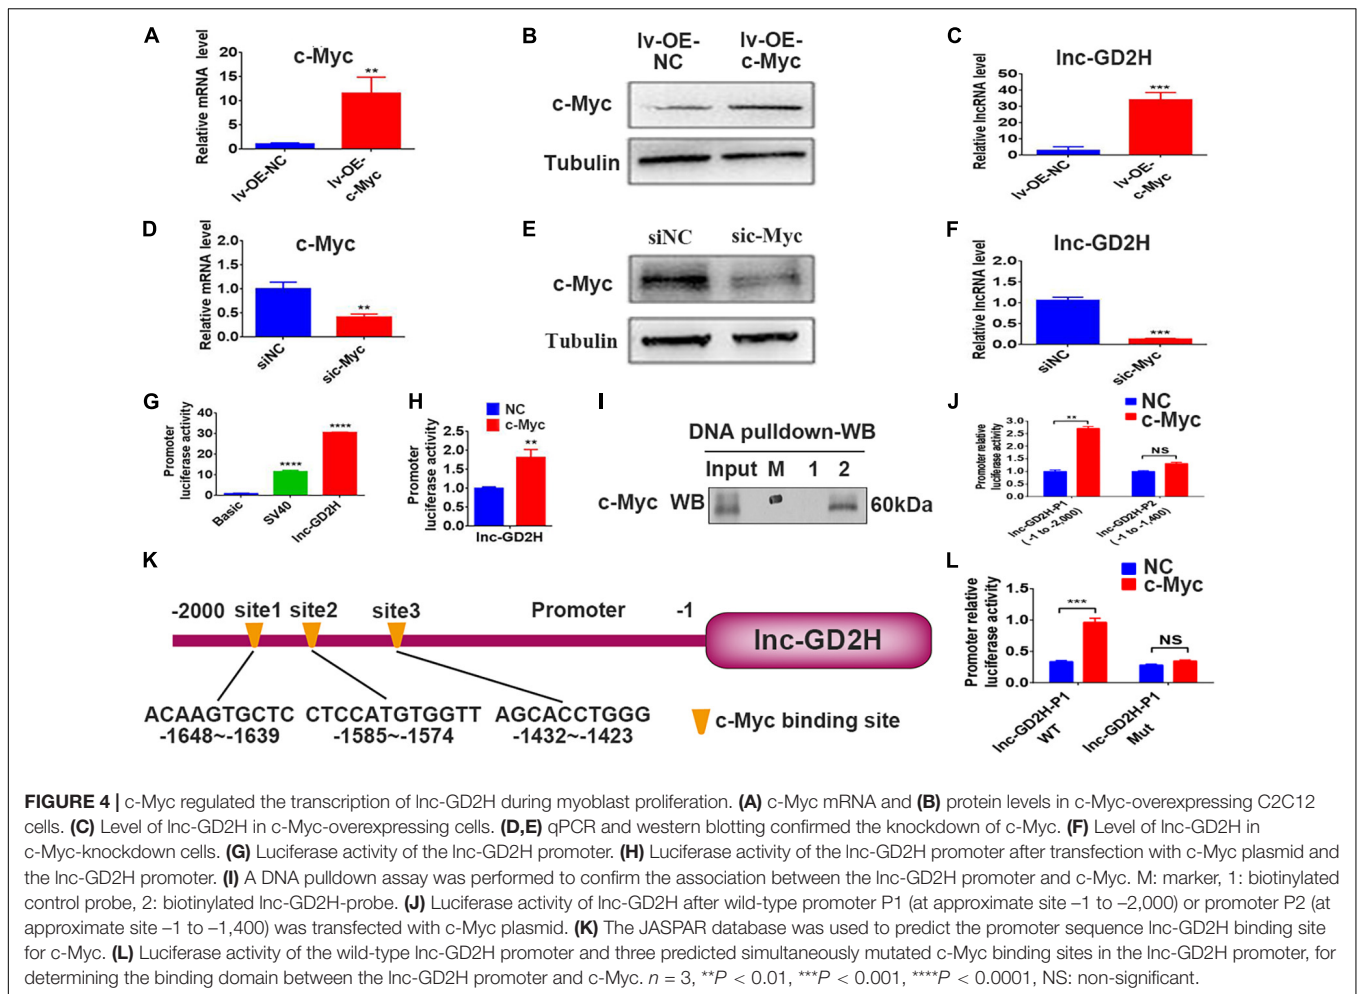 A
c-Myc
Relative mRNA level
20
15
10
5
0
**
lv-OE-NC
lv-OE-
c-Myc
B
lv-OE-
NC
lv-OE-
c-Myc
c-Myc
Tubulin
C
lnc-GD2H
Relative lncRNA level
50
40
30
20
10
0
***
lv-OE-NC
lv-OE-
c-Myc
D
c-Myc
Relative mRNA level
2.0
1.5
1.0
0.5
0.0
**
siNC
sic-Myc
E
siNC
sic-Myc
c-Myc
Tubulin
F
lnc-GD2H
Relative lncRNA level
2.0
1.5
1.0
0.5
0.0
***
siNC
sic-Myc
G
Promoter
luciferase activity
40
30
20
10
0
****
****
Basic
SV40
lnc-GD2H
H
NC
c-Myc
Promoter
luciferase activity
2.5
2.0
1.5
1.0
0.5
0.0
**
lnc-GD2H
I
DNA pulldown-WB
Input M 1 2
c-Myc WB
60kDa
J
NC
c-Myc
Promoter relative
luciferase activity
3.0
2.5
2.0
1.5
1.0
0.5
0.0
**
NS
lnc-GD2H-P1
(-1 to -2,000)
lnc-GD2H-P2
(-1 to -1,400)
K
-2000 site1 site2 site3 Promoter -1
lnc-GD2H
ACAAGTGCTC CTCCATGTGGTT AGCACCTGGG
-1648~-1639 -1585~-1574 -1432~-1423
c-Myc binding site
L
NC
c-Myc
Promoter relative
luciferase activity
1.5
1.0
0.5
0.0
***
NS
lnc-GD2H-P1
WT
lnc-GD2H-P1
Mut
FIGURE 4 | c-Myc regulated the transcription of lnc-GD2H during myoblast proliferation. (A) c-Myc mRNA and (B) protein levels in c-Myc-overexpressing C2C12
cells. (C) Level of lnc-GD2H in c-Myc-overexpressing cells. (D,E) qPCR and western blotting confirmed the knockdown of c-Myc. (F) Level of lnc-GD2H in
c-Myc-knockdown cells. (G) Luciferase activity of the lnc-GD2H promoter. (H) Luciferase activity of the lnc-GD2H promoter after transfection with c-Myc plasmid and
the lnc-GD2H promoter. (I) A DNA pulldown assay was performed to confirm the association between the lnc-GD2H promoter and c-Myc. M: marker, 1: biotinylated
control probe, 2: biotinylated lnc-GD2H-probe. (J) Luciferase activity of lnc-GD2H after wild-type promoter P1 (at approximate site –1 to –2,000) or promoter P2 (at
approximate site –1 to –1,400) was transfected with c-Myc plasmid. (K) The JASPAR database was used to predict the promoter sequence lnc-GD2H binding site
for c-Myc. (L) Luciferase activity of the wild-type lnc-GD2H promoter and three predicted simultaneously mutated c-Myc binding sites in the lnc-GD2H promoter, for
determining the binding domain between the lnc-GD2H promoter and c-Myc. n = 3, **P < 0.01, ***P < 0.001, ****P < 0.0001, NS: non-significant.